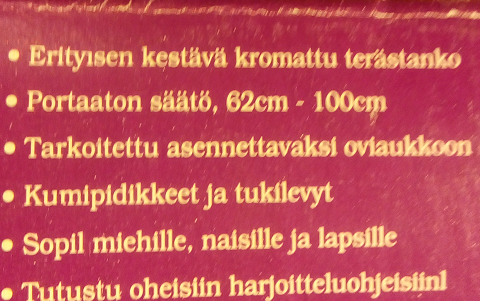 • Erityisen kestävä kromattu terästanko
• Portaaton säätö, 62cm - 100cm
• Tarkoitettu asennettavaksi oviaukkoon
• Kumipidikkeet ja tukilevyt
• Sopii miehille, naisille ja lapsille
• Tutustu oheisiin harjoitteluohjeisiin!